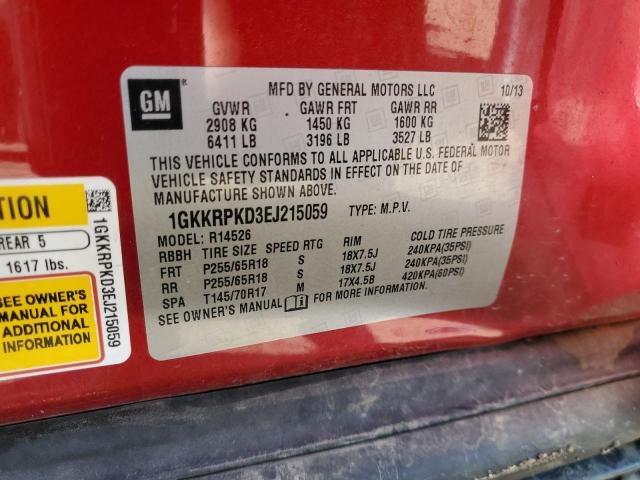 GM
MFD BY GENERAL MOTORS LLC 10/13
GVWR GAWR FRT GAWR RR
2908 KG 1450 KG 1600 KG
6411 LB 3196 LB 3527 LB
THIS VEHICLE CONFORMS TO ALL APPLICABLE U.S. FEDERAL MOTOR
VEHICLE SAFETY STANDARDS IN EFFECT ON THE DATE OF
MANUFACTURE SHOWN ABOVE.
1GKKRPKD3EJ215059 TYPE: M.P.V.
MODEL: R14526
RBBH TIRE SIZE SPEED RTG RIM COLD TIRE PRESSURE
FRT P255/65R18 S 18X7.5J 240KPA(35PSI)
RR P255/65R18 S 18X7.5J 240KPA(35PSI)
SPA T145/70R17 M 17X4.5B 420KPA(60PSI)
SEE OWNER'S MANUAL FOR MORE INFORMATION
TION
REAR 5
1617 lbs.
SEE OWNER'S
MANUAL FOR
ADDITIONAL
INFORMATION
1GKKRPKD3EJ215059